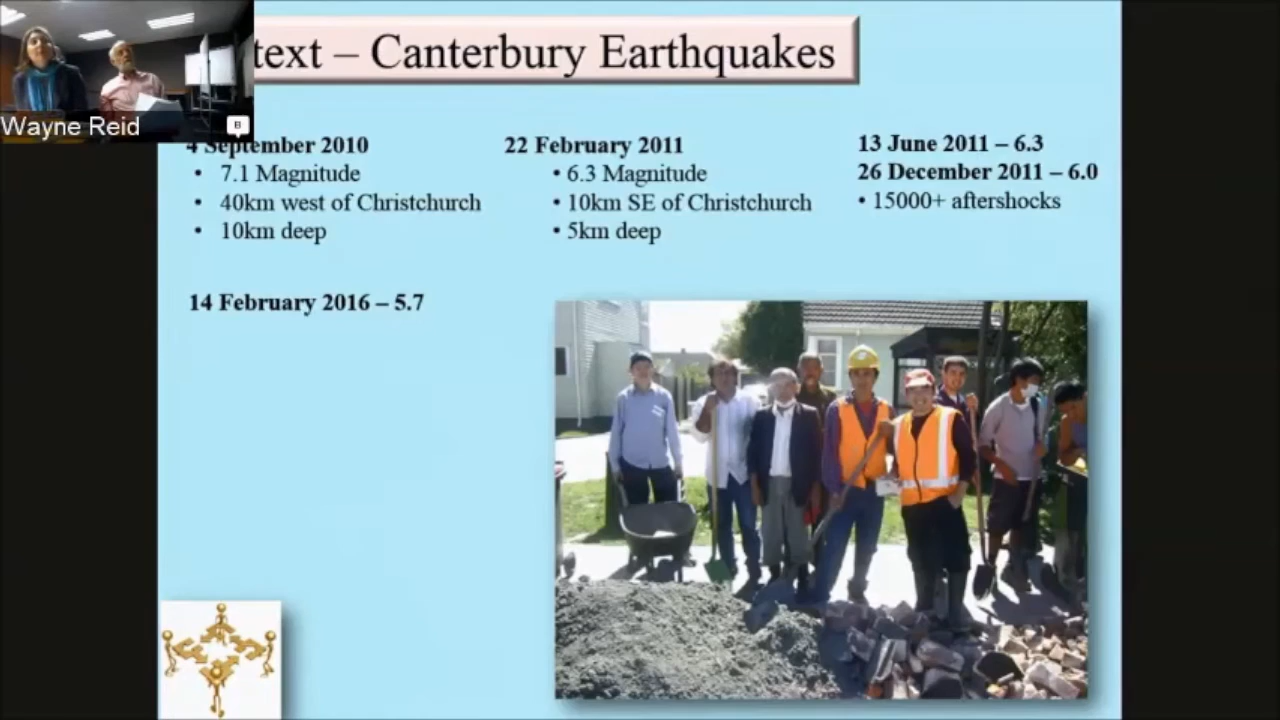 text – Canterbury Earthquakes
Wayne Reid
4 September 2010
• 7.1 Magnitude
• 40km west of Christchurch
• 10km deep
22 February 2011
• 6.3 Magnitude
• 10km SE of Christchurch
• 5km deep
13 June 2011 – 6.3
26 December 2011 – 6.0
• 15000+ aftershocks
14 February 2016 – 5.7